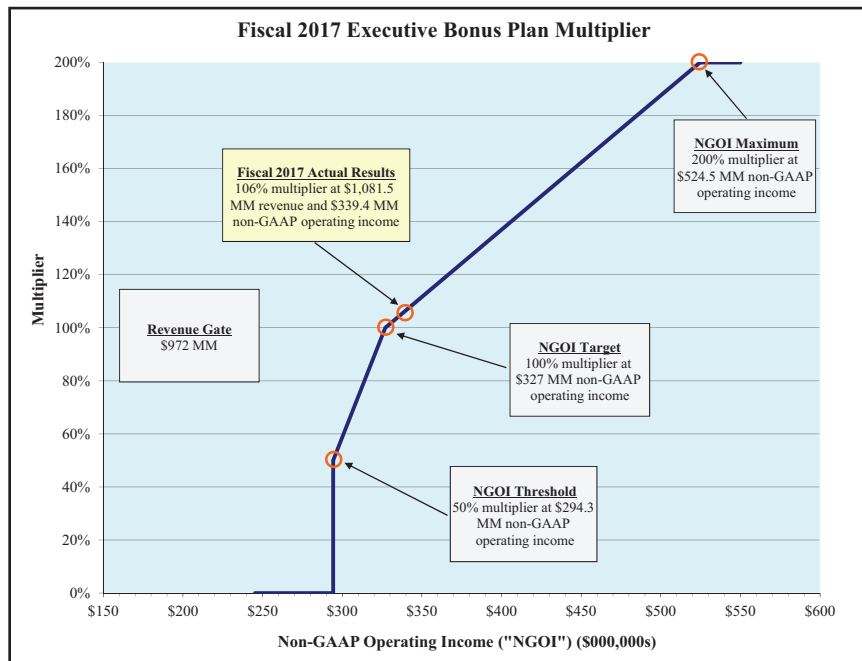 Fiscal 2017 Executive Bonus Plan Multiplier
200%
180%
160%
140%
120%
100%
80%
60%
40%
20%
0%
Multiplier
Fiscal 2017 Actual Results
106% multiplier at $1,081.5
MM revenue and $339.4 MM
non-GAAP operating income
NGOI Maximum
200% multiplier at
$524.5 MM non-GAAP
operating income
Revenue Gate
$972 MM
NGOI Target
100% multiplier at
$327 MM non-GAAP
operating income
NGOI Threshold
50% multiplier at $294.3
MM non-GAAP
operating income
$150 $200 $250 $300 $350 $400 $450 $500 $550 $600
Non-GAAP Operating Income ("NGOI") ($000,000s)